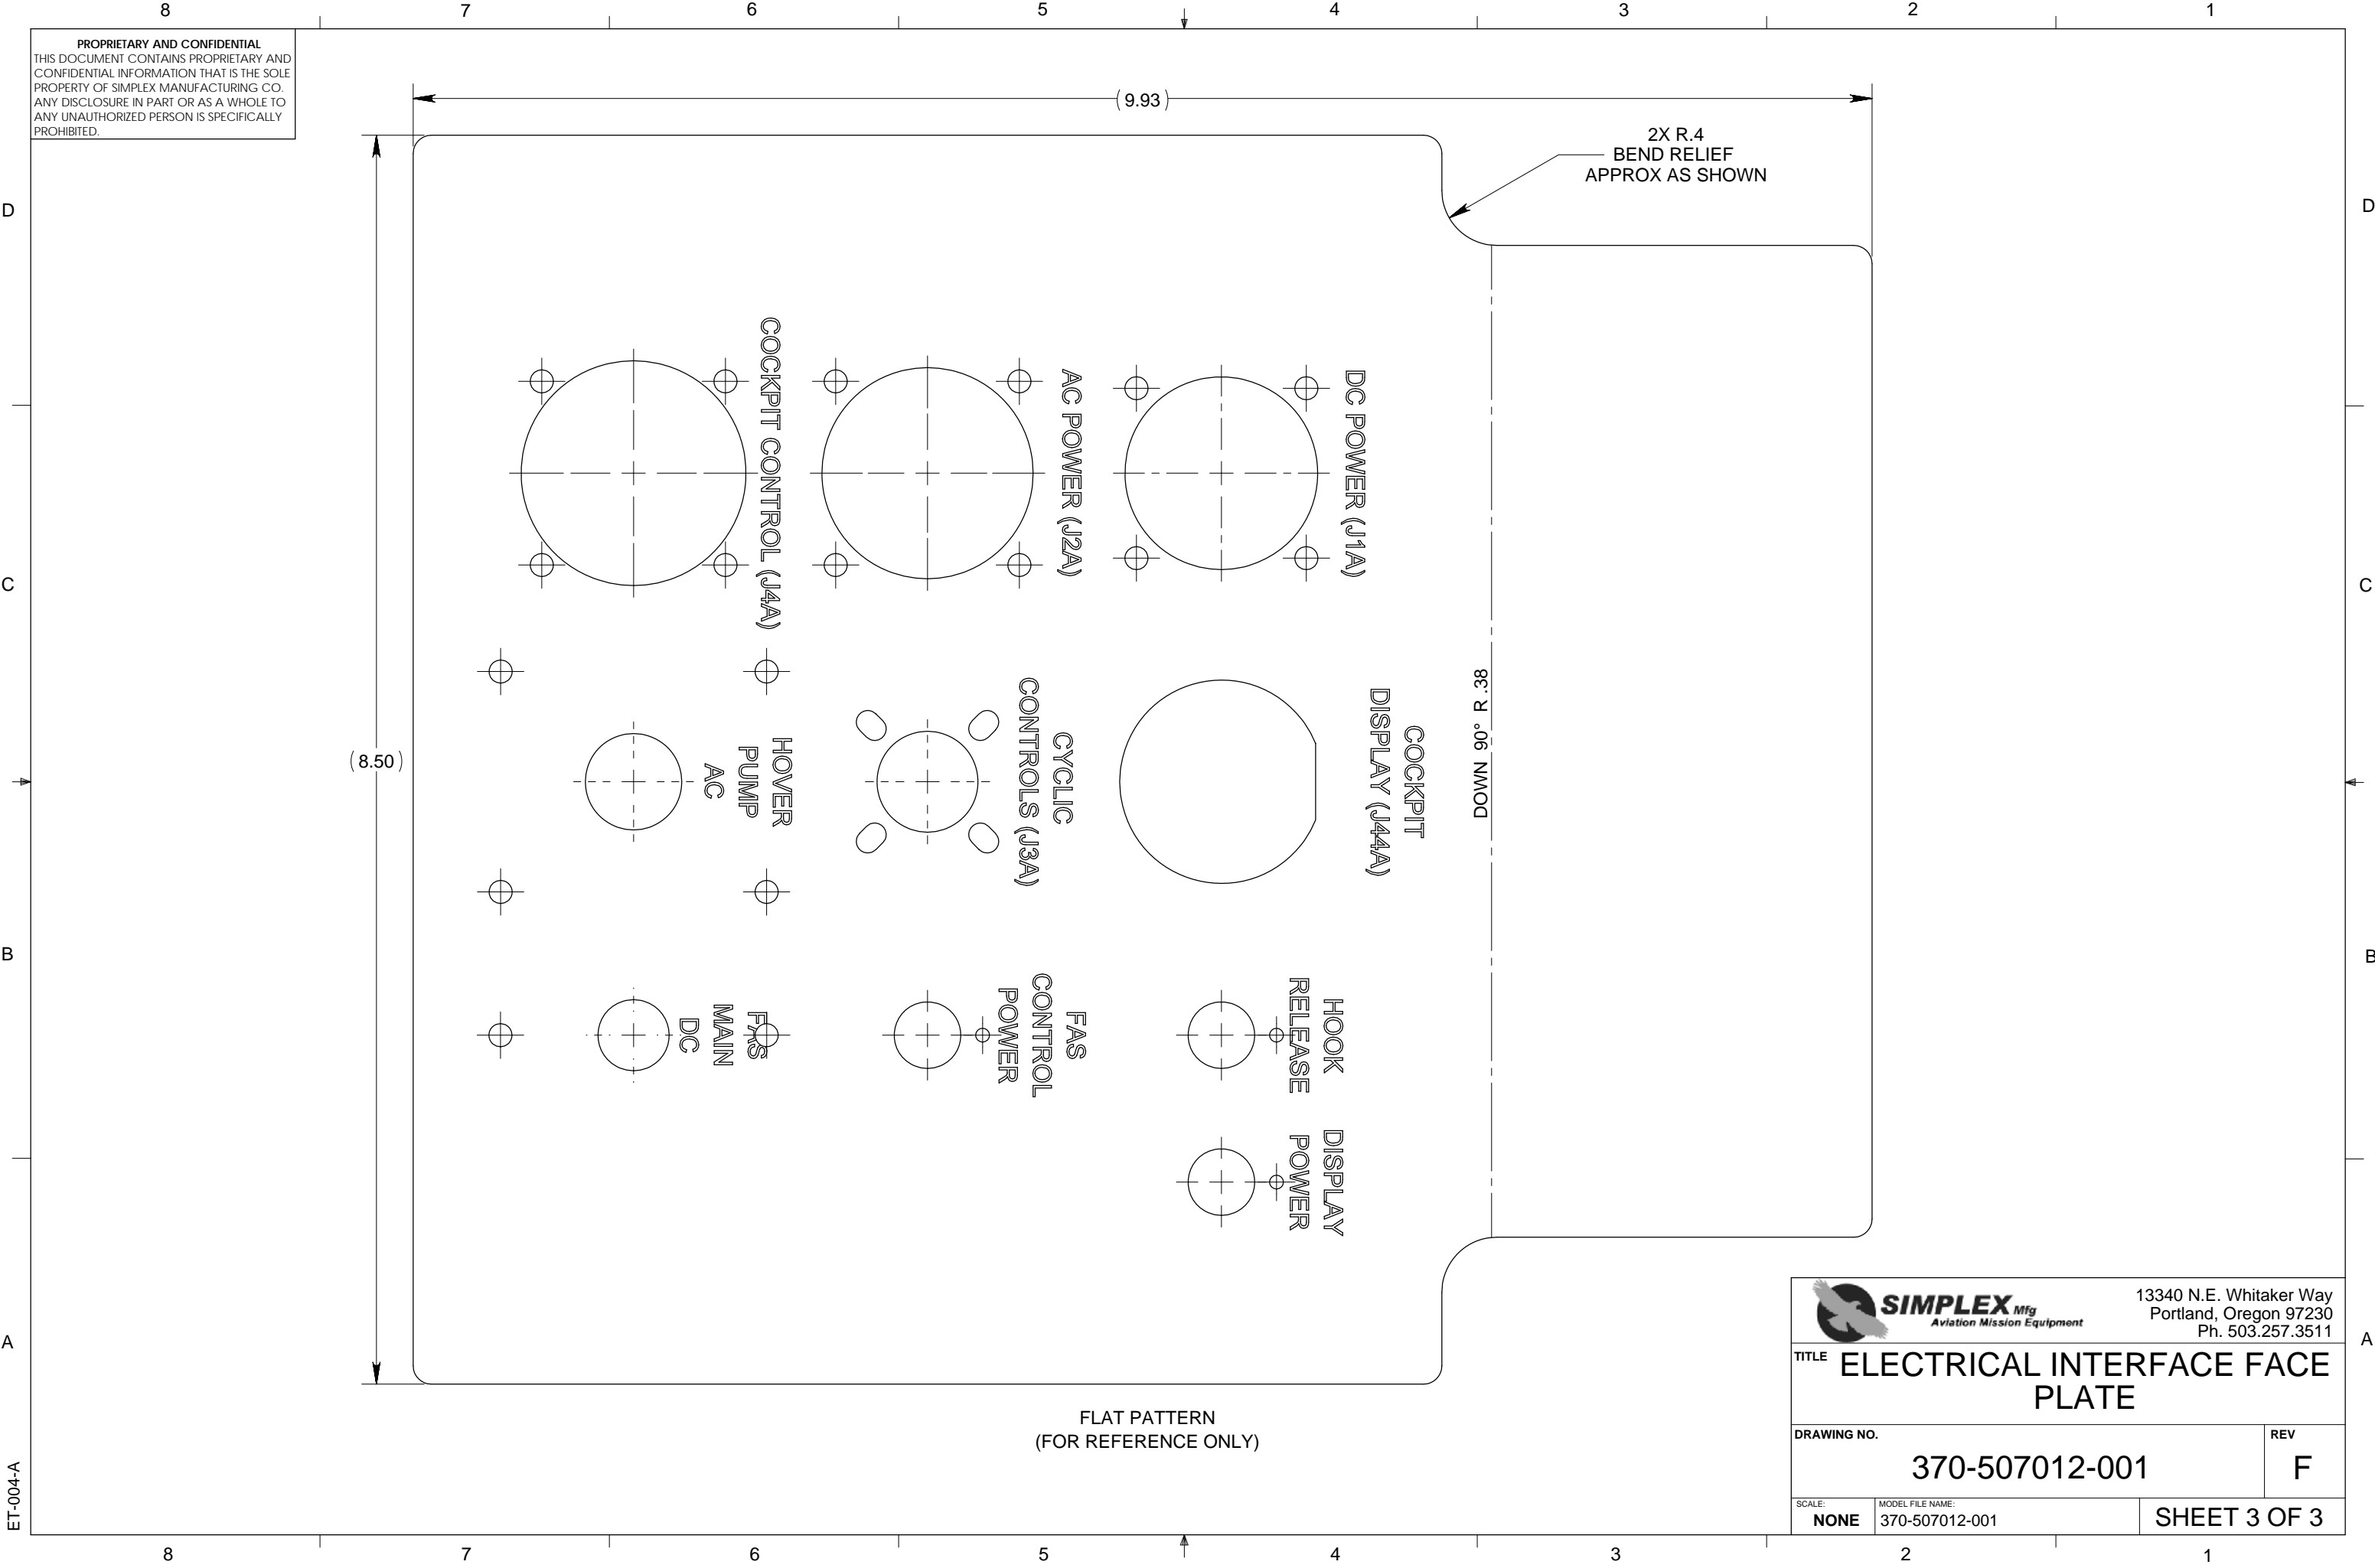 8 7 6 5 4 3 2 1
PROPRIETARY AND CONFIDENTIAL
THIS DOCUMENT CONTAINS PROPRIETARY AND
CONFIDENTIAL INFORMATION THAT IS THE SOLE
PROPERTY OF SIMPLEX MANUFACTURING CO.
ANY DISCLOSURE IN PART OR AS A WHOLE TO
ANY UNAUTHORIZED PERSON IS SPECIFICALLY
PROHIBITED.
(9.93)
2X R.4
BEND RELIEF
APPROX AS SHOWN
D
D
COCKPIT CONTROL (J4A)
AC POWER (J2A)
DC POWER (J1A)
C
C
(8.50)
HOVER
PUMP
AC
CYCLIC
CONTROLS (J3A)
COCKPIT
DISPLAY (J44A)
DOWN 90° R .38
B
B
FAS
MAIN
DC
FAS
CONTROL
POWER
HOOK
RELEASE
DISPLAY
POWER
A
A
FLAT PATTERN
(FOR REFERENCE ONLY)
SIMPLEX Mfg
Aviation Mission Equipment
13340 N.E. Whitaker Way
Portland, Oregon 97230
Ph. 503.257.3511
TITLE ELECTRICAL INTERFACE FACE
PLATE
DRAWING NO.
370-507012-001
REV
F
SCALE:
NONE
MODEL FILE NAME:
370-507012-001
SHEET 3 OF 3
ET-004-A
8 7 6 5 4 3 2 1